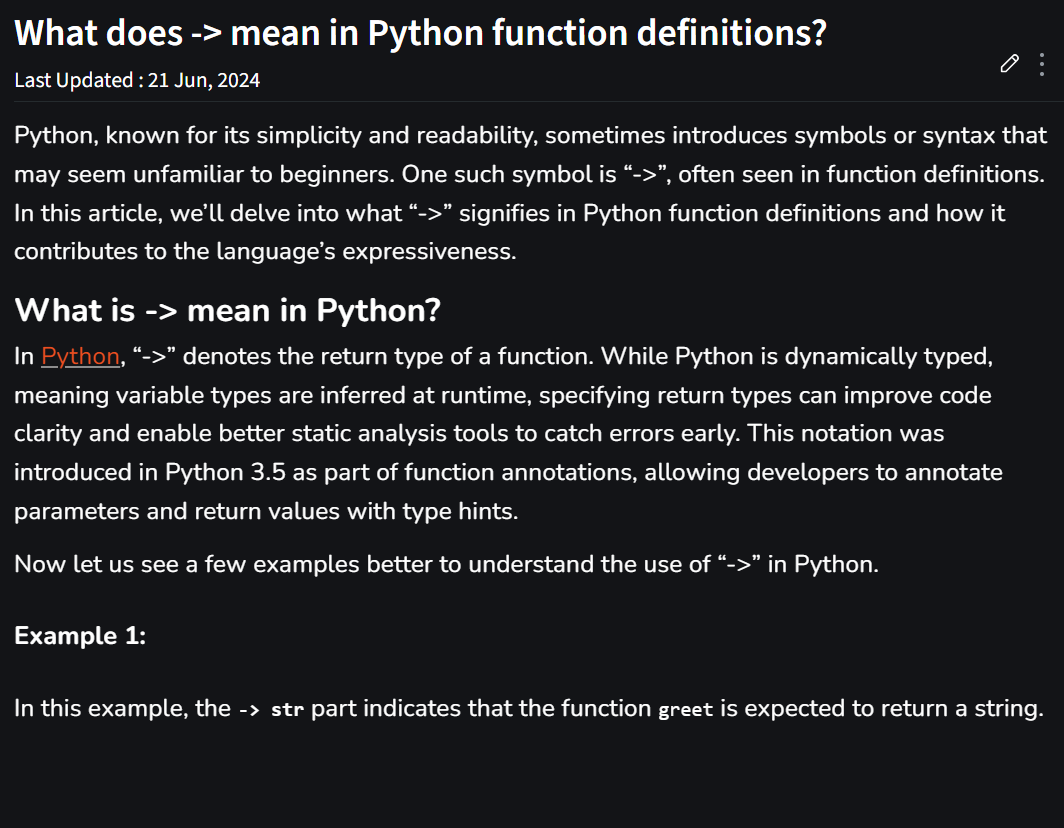 What does -> mean in Python function definitions?
Last Updated : 21 Jun, 2024
Python, known for its simplicity and readability, sometimes introduces symbols or syntax that
may seem unfamiliar to beginners. One such symbol is “->”, often seen in function definitions.
In this article, we’ll delve into what “->” signifies in Python function definitions and how it
contributes to the language’s expressiveness.
What is -> mean in Python?
In Python, “->” denotes the return type of a function. While Python is dynamically typed,
meaning variable types are inferred at runtime, specifying return types can improve code
clarity and enable better static analysis tools to catch errors early. This notation was
introduced in Python 3.5 as part of function annotations, allowing developers to annotate
parameters and return values with type hints.
Now let us see a few examples better to understand the use of “->” in Python.
Example 1:
In this example, the -> str part indicates that the function greet is expected to return a string.